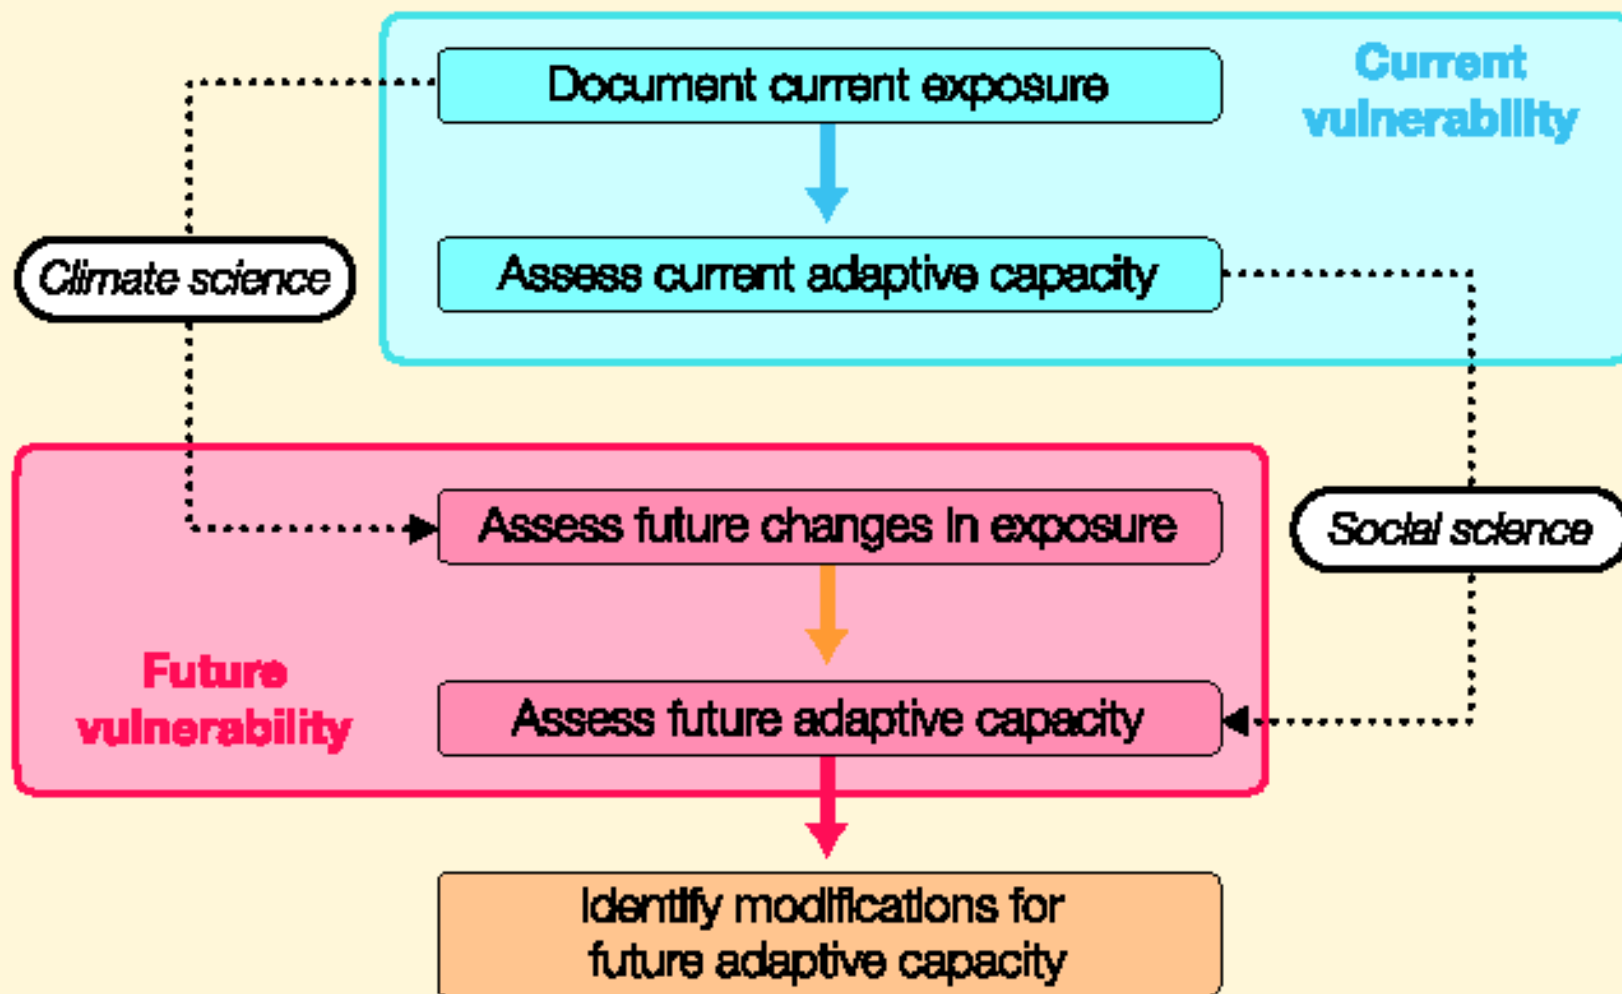 Document current exposure
Current
vulnerability
Climate science
Assess current adaptive capacity
Assess future changes in exposure
Social science
Future
vulnerability
Assess future adaptive capacity
Identify modifications for
future adaptive capacity